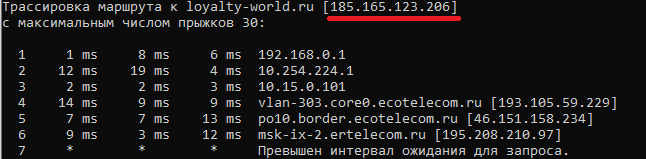 Трассировка маршрута к loyalty-world.ru [185.165.123.206]
с максимальным числом прыжков 30:
1 1 ms 8 ms 6 ms 192.168.0.1
2 12 ms 19 ms 4 ms 10.254.224.1
3 2 ms 2 ms 3 ms 10.15.0.101
4 14 ms 9 ms 9 ms vlan-303.core0.ecotelecom.ru [193.105.59.229]
5 7 ms 7 ms 13 ms po10.border.ecotelecom.ru [46.151.158.234]
6 9 ms 3 ms 12 ms msk-ix-2.ertelecom.ru [195.208.210.97]
7 * * * Превышен интервал ожидания для запроса.